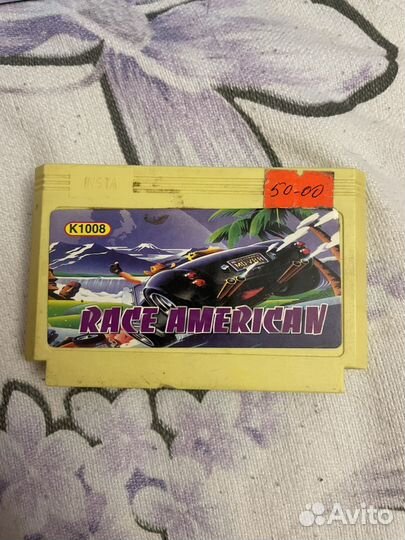 INSTA
50-00
K1008
RACE AMERICAN
Avito